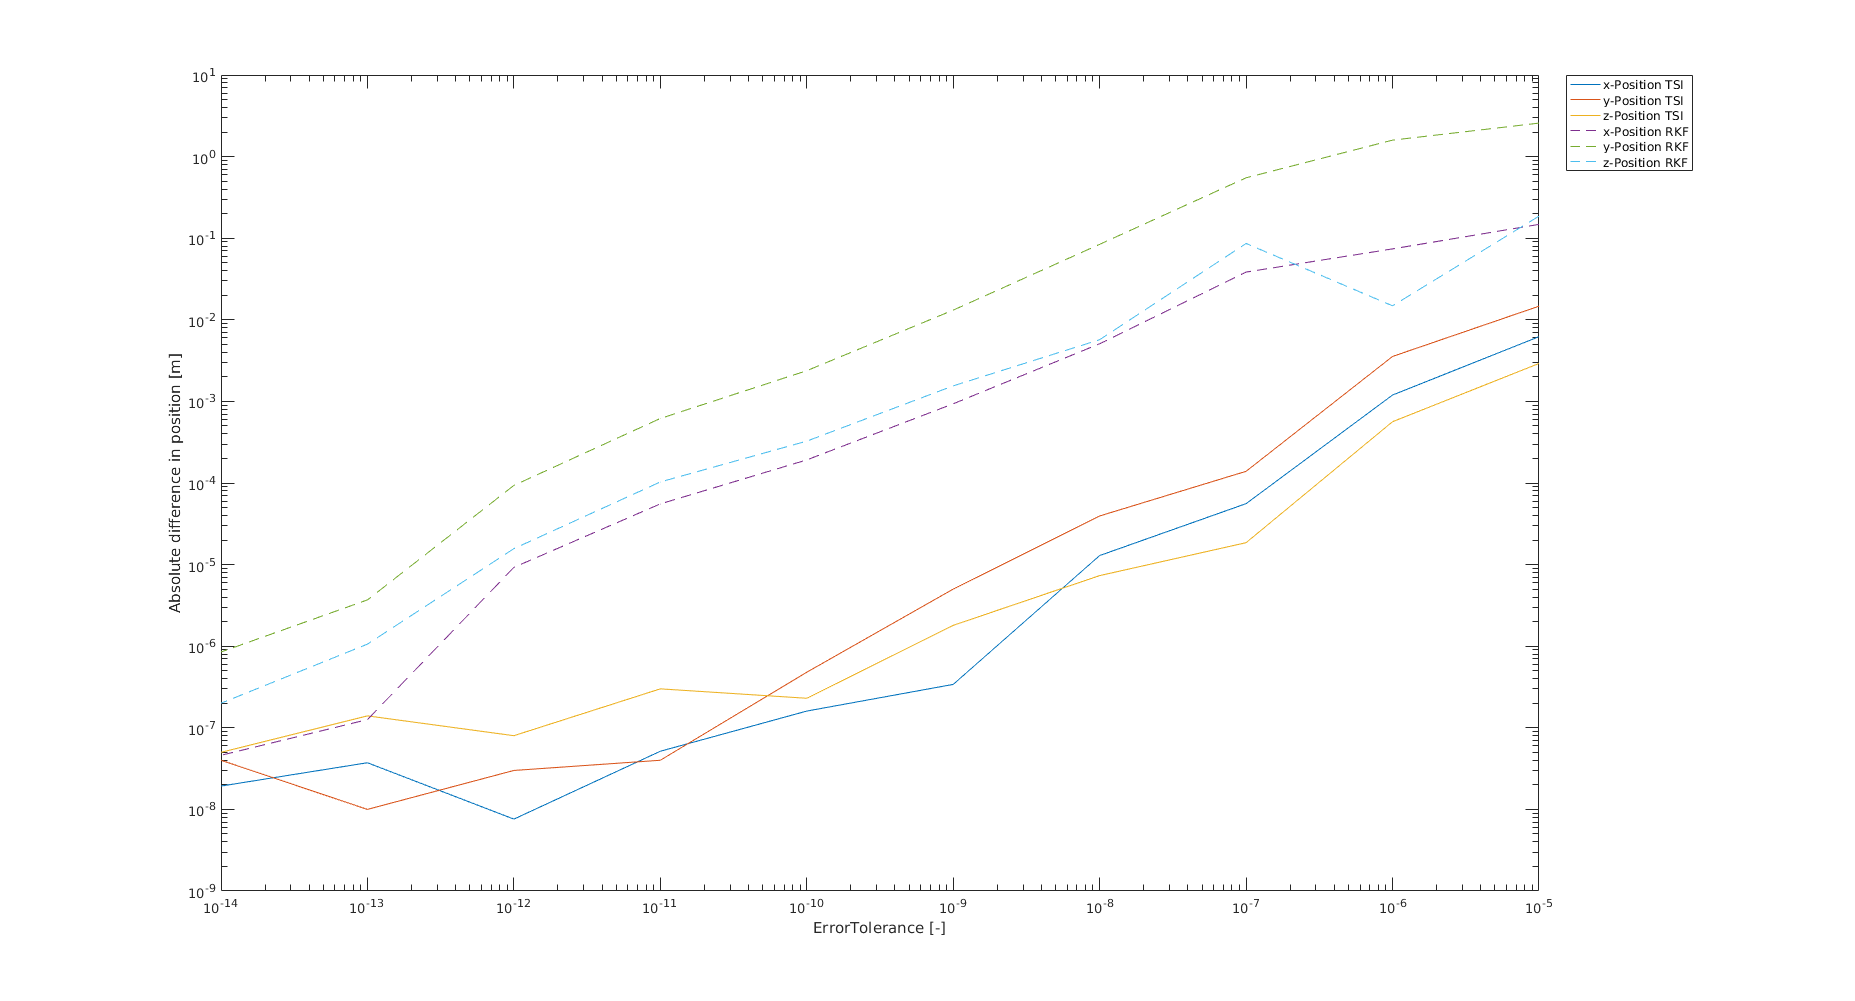 10^1
10^0
10^-1
10^-2
10^-3
10^-4
10^-5
10^-6
10^-7
10^-8
10^-9
Absolute difference in position [m]
10^-14 10^-13 10^-12 10^-11 10^-10 10^-9 10^-8 10^-7 10^-6 10^-5
ErrorTolerance [-]
x-Position TSI
y-Position TSI
z-Position TSI
x-Position RKF
y-Position RKF
z-Position RKF